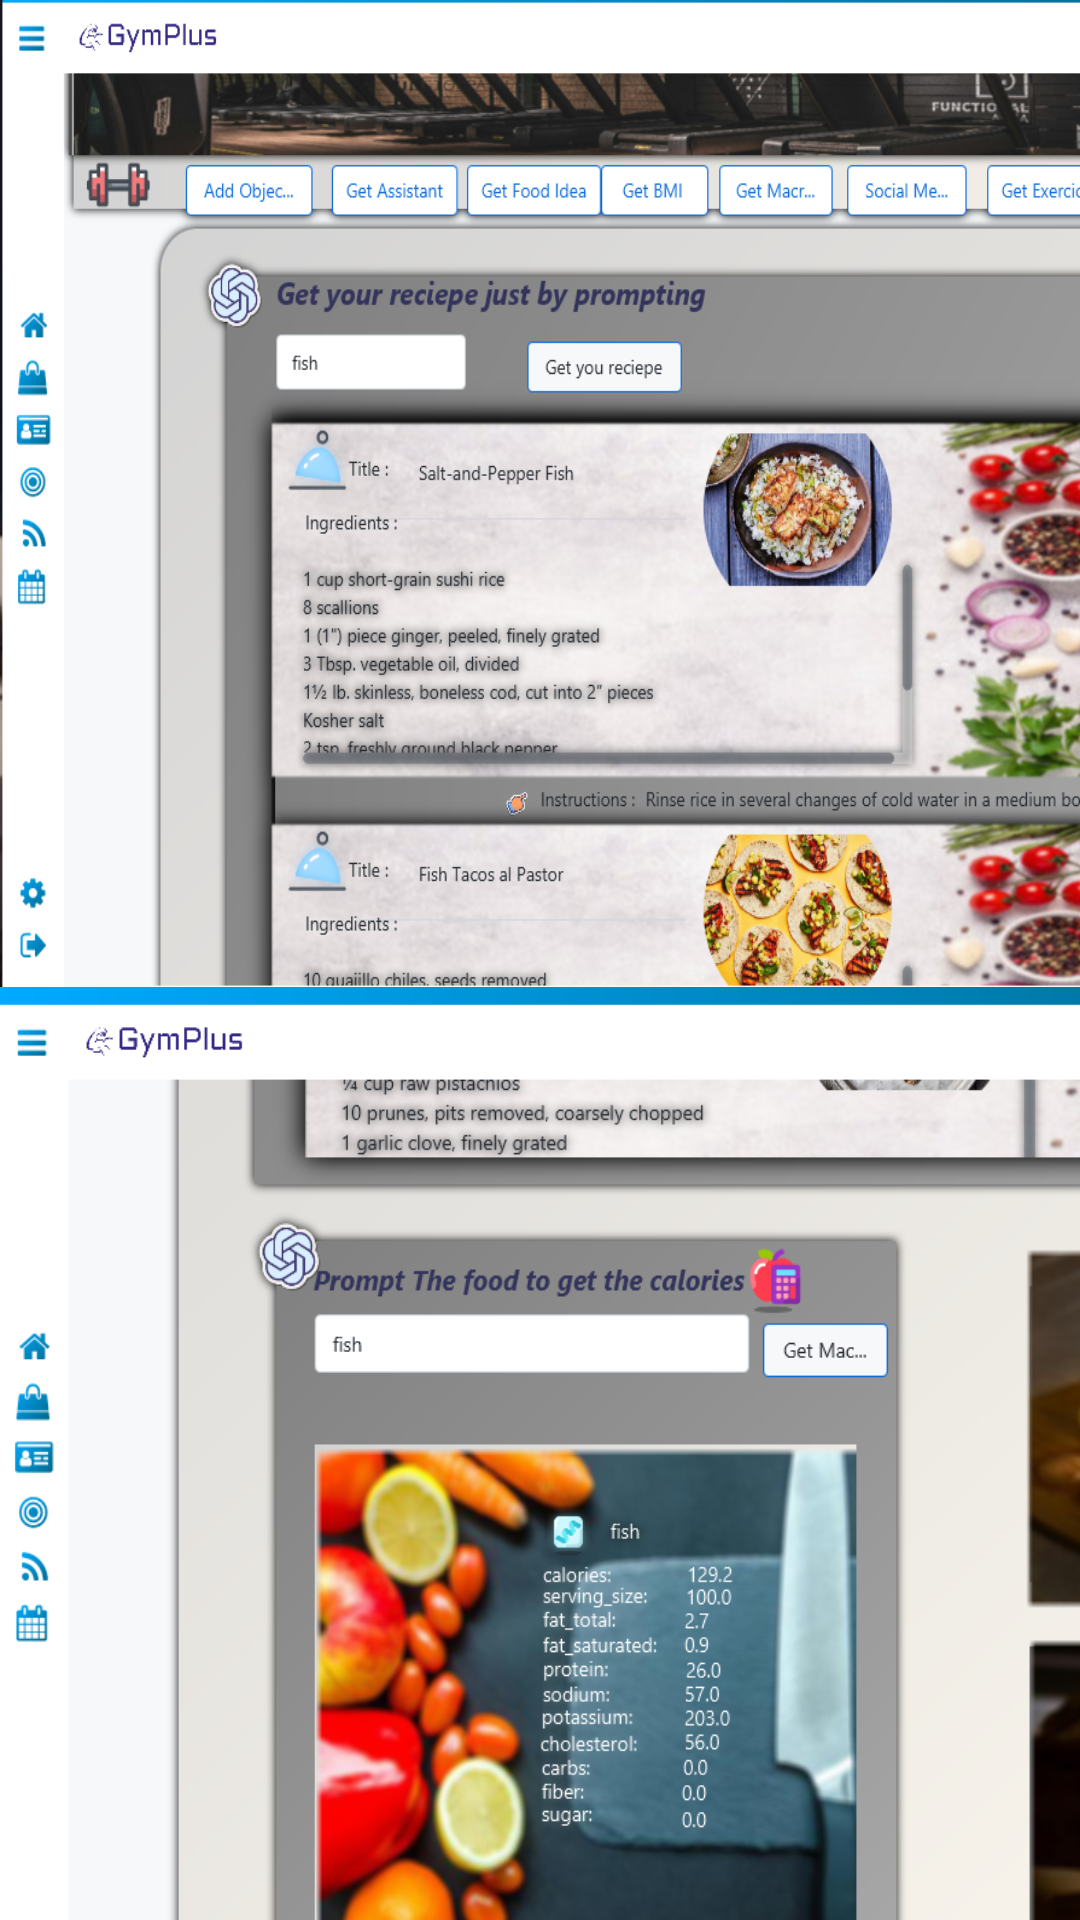 GymPlus
FUNCTIONAL
Add Objec...
Get Assistant
Get Food Idea
Get BMI
Get Macr...
Social Me...
Get Exerci
Get your reciepe just by prompting
fish
Get you reciepe
Title :
Salt-and-Pepper Fish
Ingredients :
1 cup short-grain sushi rice
8 scallions
1 (1") piece ginger, peeled, finely grated
3 Tbsp. vegetable oil, divided
1½ lb. skinless, boneless cod, cut into 2” pieces
Kosher salt
2 tsp. freshly ground black pepper
Instructions : Rinse rice in several changes of cold water in a medium bo
Title :
Fish Tacos al Pastor
Ingredients :
10 guajillo chiles, seeds removed
GymPlus
¼ cup raw pistachios
10 prunes, pits removed, coarsely chopped
1 garlic clove, finely grated
Prompt The food to get the calories
fish
Get Mac...
fish
calories: 129.2
serving_size: 100.0
fat_total: 2.7
fat_saturated: 0.9
protein: 26.0
sodium: 57.0
potassium: 203.0
cholesterol: 56.0
carbs: 0.0
fiber: 0.0
sugar: 0.0